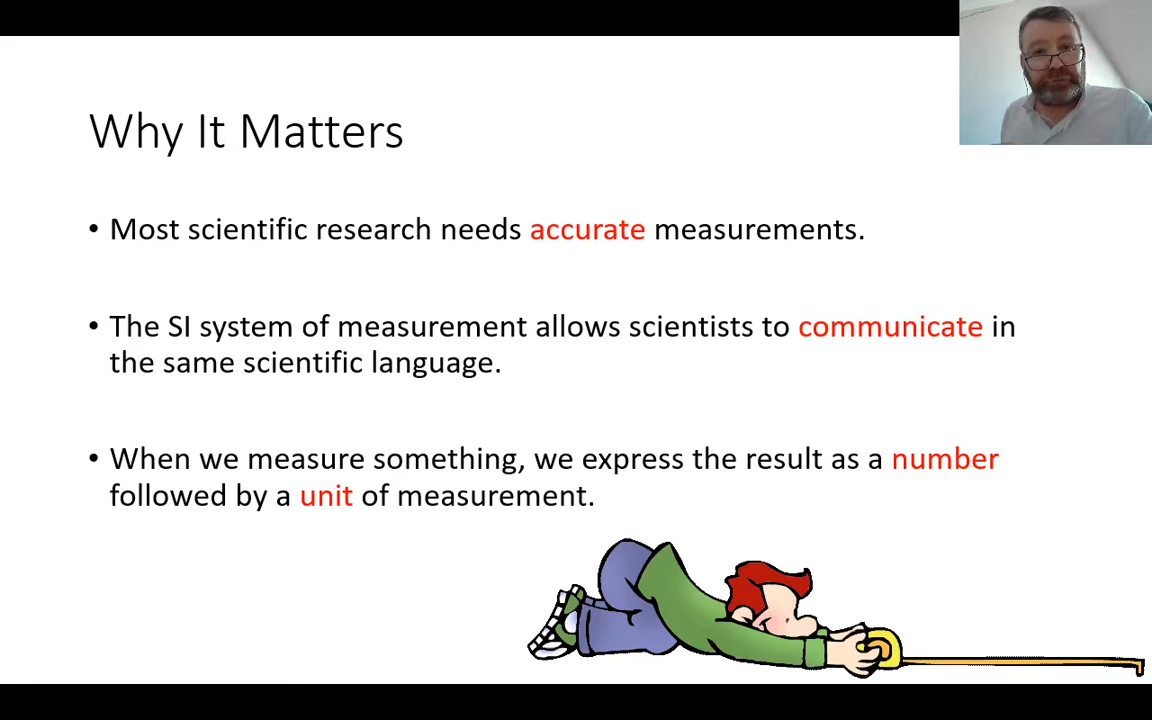 Why It Matters
• Most scientific research needs accurate measurements.
• The SI system of measurement allows scientists to communicate in
the same scientific language.
• When we measure something, we express the result as a number
followed by a unit of measurement.